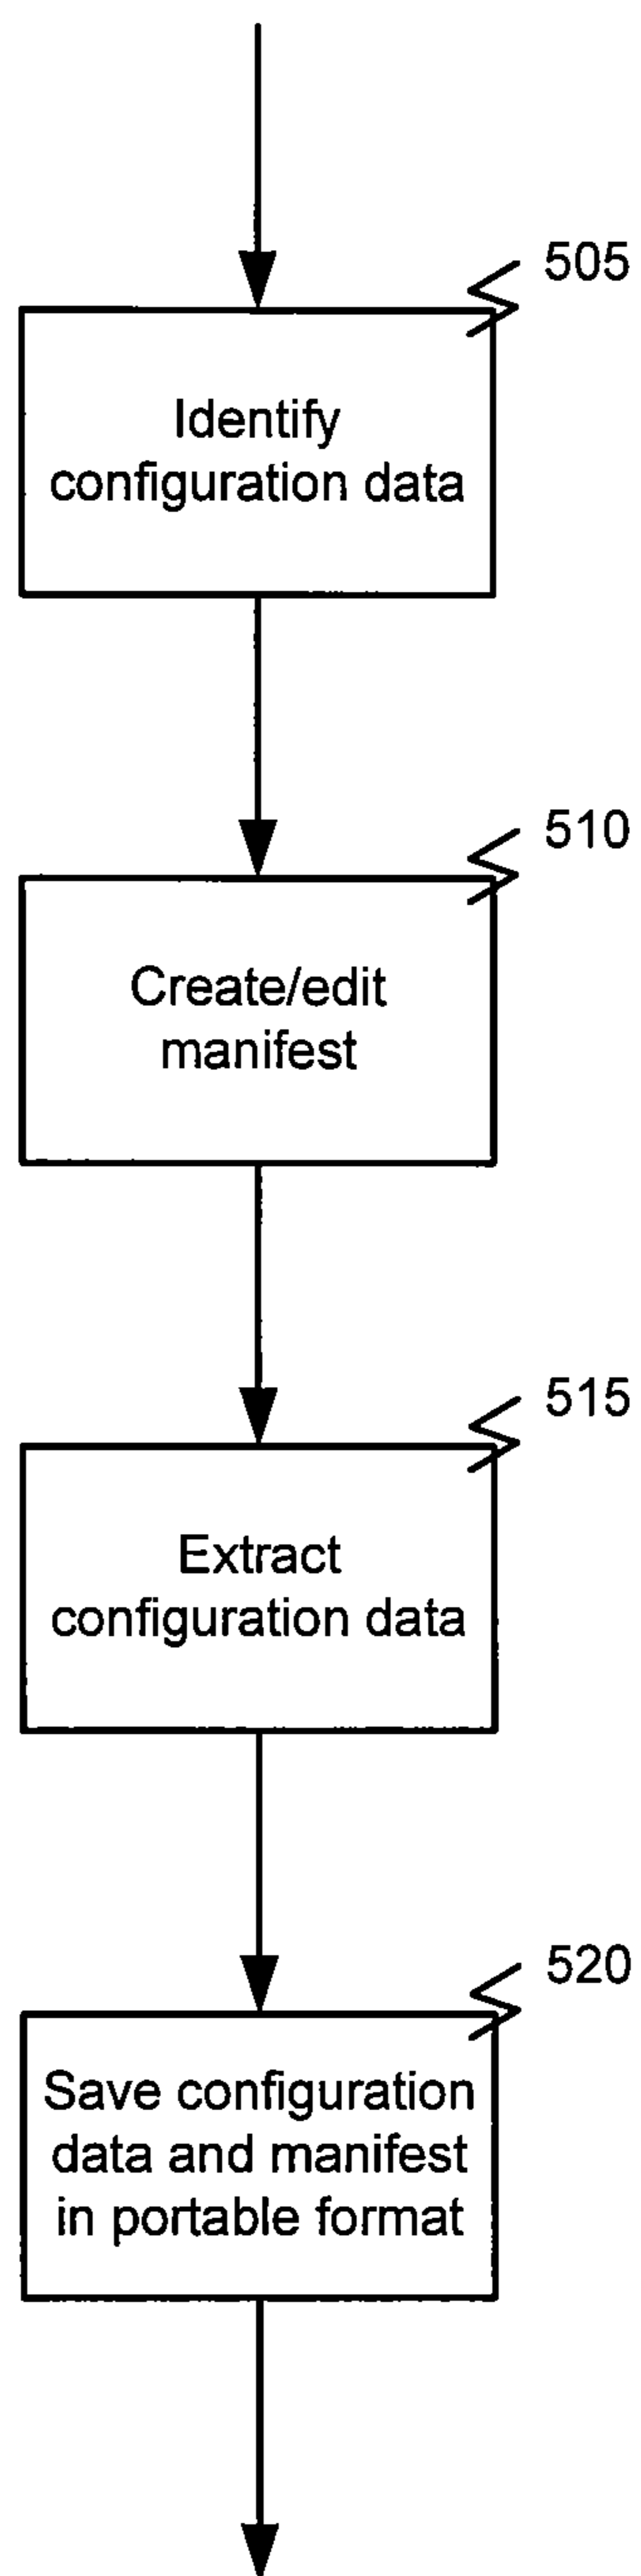 505
Identify
configuration data
510
Create/edit
manifest
515
Extract
configuration data
520
Save configuration
data and manifest
in portable format